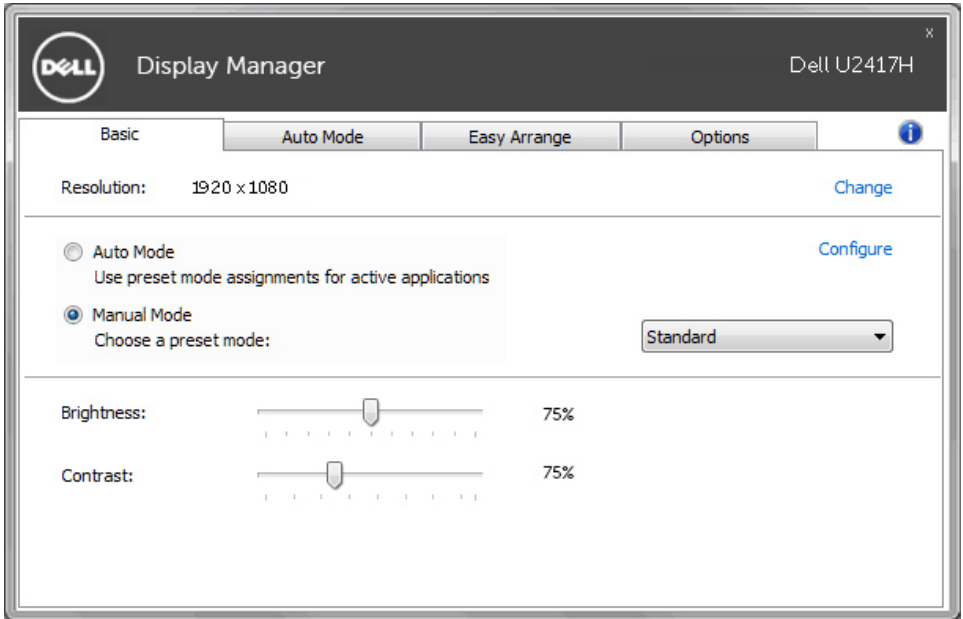 DELL
Display Manager
x
Dell U2417H
Basic
Auto Mode
Easy Arrange
Options
i
Resolution: 1920 x 1080
Change
Auto Mode
Configure
Use preset mode assignments for active applications
Manual Mode
Choose a preset mode:
Standard
Brightness:
75%
Contrast:
75%